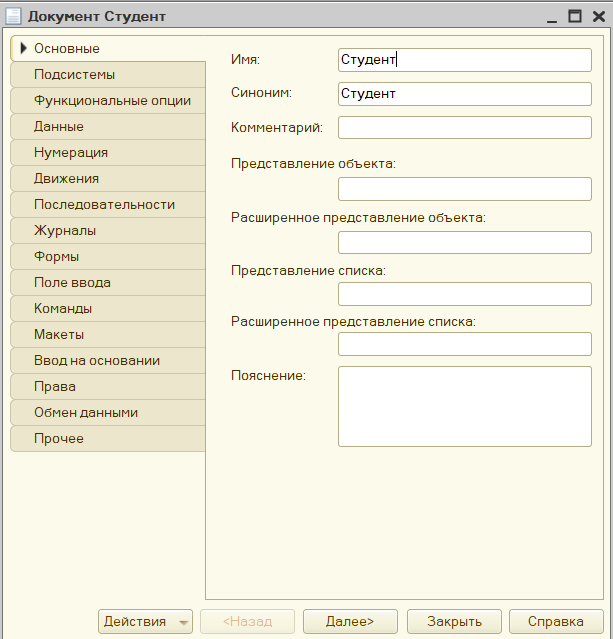 Документ Студент
Основные
Подсистемы
Функциональные опции
Данные
Нумерация
Движения
Последовательности
Журналы
Формы
Поле ввода
Команды
Макеты
Ввод на основании
Права
Обмен данными
Прочее
Имя: Студент
Синоним: Студент
Комментарий:
Представление объекта:
Расширенное представление объекта:
Представление списка:
Расширенное представление списка:
Пояснение:
Действия <Назад Далее> Закрыть Справка